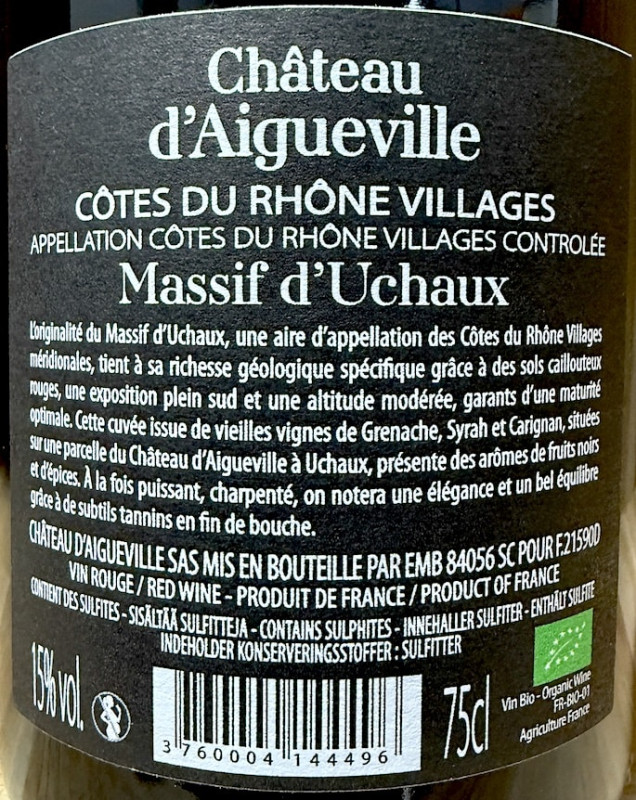 Château
d'Aigueville
CÔTES DU RHÔNE VILLAGES
APPELLATION CÔTES DU RHÔNE VILLAGES CONTROLÉE
Massif d'Uchaux
L'originalité du Massif d'Uchaux, une aire d'appellation des Côtes du Rhône Villages
méridionales, tient à sa richesse géologique spécifique grâce à des sols caillouteux
rouges, une exposition plein sud et une altitude modérée, garants d'une maturité
optimale. Cette cuvée issue de vieilles vignes de Grenache, Syrah et Carignan, situées
sur une parcelle du Château d'Aigueville à Uchaux, présente des arômes de fruits noirs
et d'épices. À la fois puissant, charpenté, on notera une élégance et un bel équilibre
grâce à de subtils tannins en fin de bouche.
CHÂTEAU D'AIGUEVILLE SAS MIS EN BOUTEILLE PAR EMB 84056 SC POUR F.21590D
VIN ROUGE / RED WINE - PRODUIT DE FRANCE / PRODUCT OF FRANCE
CONTIENT DES SULFITES - SISÄLTÄÄ SULFITTEJA - CONTAINS SULPHITES - INNEHALLER SULFITER - ENTHÄLT SULFITE
INDEHOLDER KONSERVERINGSSTOFFER : SULFITTER
15% vol.
75cl
Vin Bio - Organic Wine
FR-BIO-01
Agriculture France
3 760004 144496